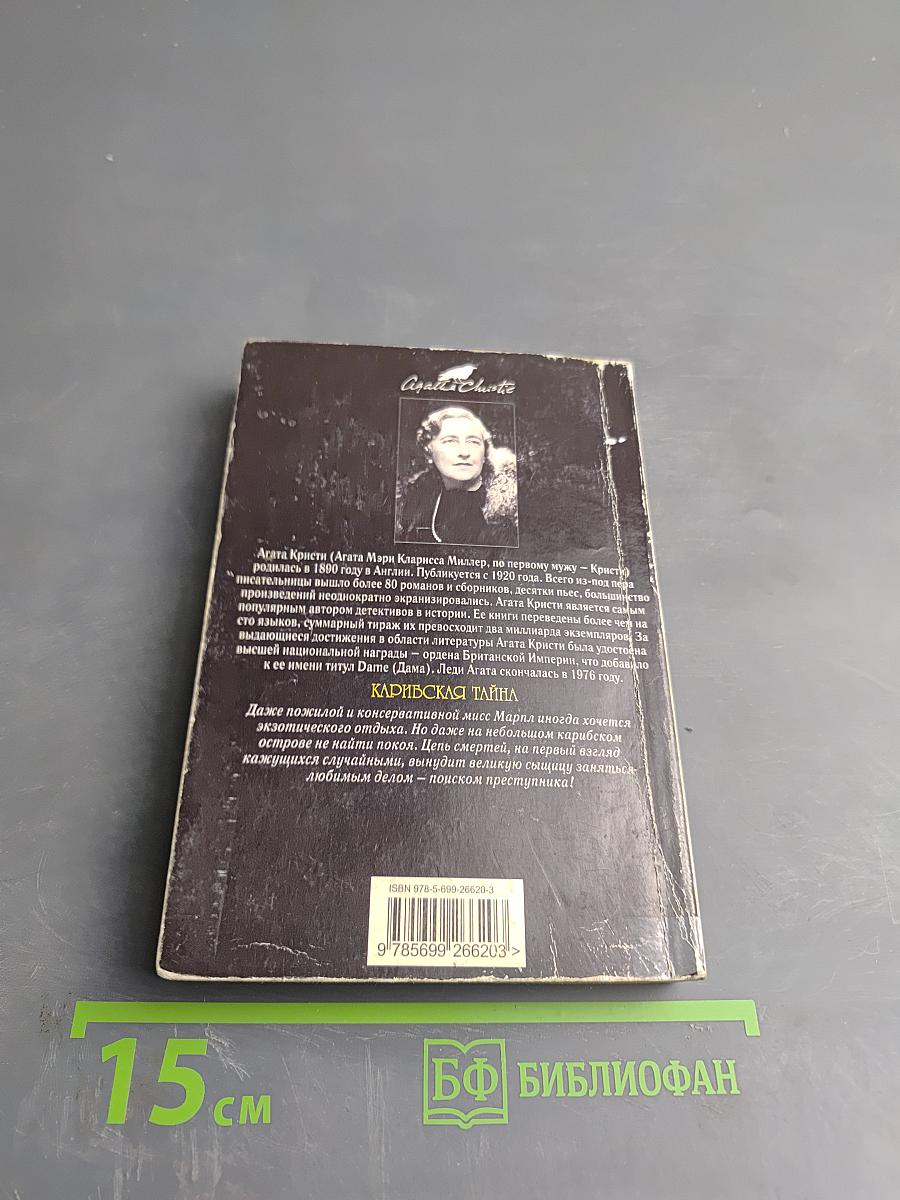 Agatha Christie
Агата Кристи (Агата Мэри Кларисса Миллер, по первому мужу – Кристи)
родилась в 1890 году в Англии. Публикуется с 1920 года. Всего из-под пера
писательницы вышло более 80 романов и сборников, десятки пьес, большинство
произведений неоднократно экранизировались. Агата Кристи является самым
популярным автором детективов в истории. Ее книги переведены более чем на
сто языков, суммарный тираж их превосходит два миллиарда экземпляров. За
выдающиеся достижения в области литературы Агата Кристи была удостоена
высшей национальной награды – ордена Британской Империи, что добавило
к ее имени титул Dame (Дама). Леди Агата скончалась в 1976 году.
КАРИБСКАЯ ТАЙНА
Даже пожилой и консервативной мисс Марпл иногда хочется
экзотического отдыха. Но даже на небольшом карибском
острове не найти покоя. Цепь смертей, на первый взгляд
кажущихся случайными, вынудит великую сыщицу заняться
любимым делом – поиском преступника!
ISBN 978-5-699-26620-3
9 785699 266203 >
15 см
БФ БИБЛИОФАН